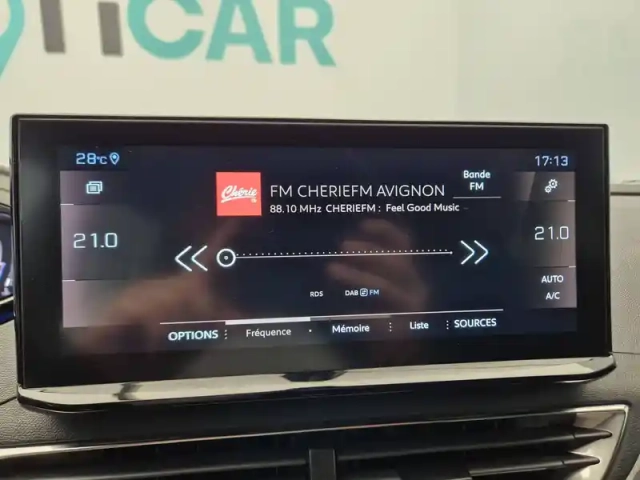 TiCAR
28°C
17:13
Chérie
FM CHERIEFM AVIGNON
Bande
FM
88.10 MHz CHERIEFM : Feel Good Music
21.0
21.0
AUTO
A/C
RDS
DAB FM
OPTIONS
Fréquence
Mémoire
Liste
SOURCES